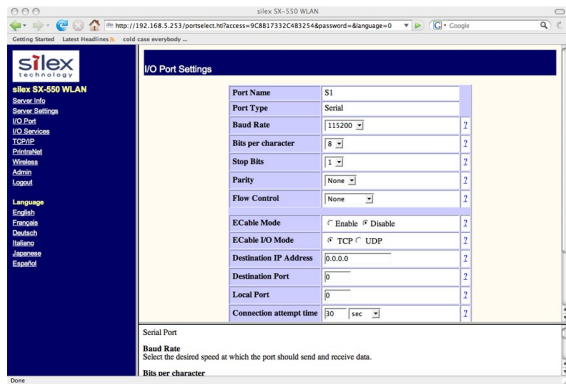 silex SX-550 WLAN
http://192.168.5.253/portselect.htl?access=9C8B17332C4B3254&password=&language=0
Google
Getting Started Latest Headlines cold case everybody ...
silex
technology
silex SX-550 WLAN
Server Info
Server Settings
I/O Port
I/O Services
TCP/IP
PrintraNet
Wireless
Admin
Logout
Language
English
Français
Deutsch
Italiano
Japanese
Español
I/O Port Settings
Port Name S1
Port Type Serial
Baud Rate 115200 ?
Bits per character 8 ?
Stop Bits 1 ?
Parity None ?
Flow Control None ?
ECable Mode Enable Disable ?
ECable I/O Mode TCP UDP ?
Destination IP Address 0.0.0.0 ?
Destination Port 0 ?
Local Port 0 ?
Connection attempt time 30 sec ?
Serial Port
Baud Rate
Select the desired speed at which the port should send and receive data.
Bits per character
Done